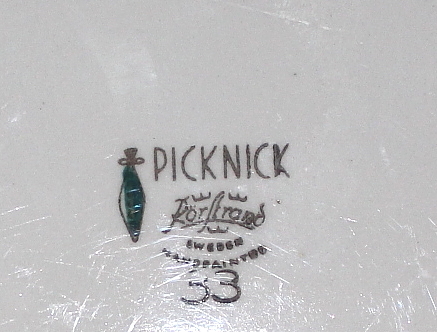 PICKNICK
Rörstrand
SWEDEN
HANDPAINTED
53